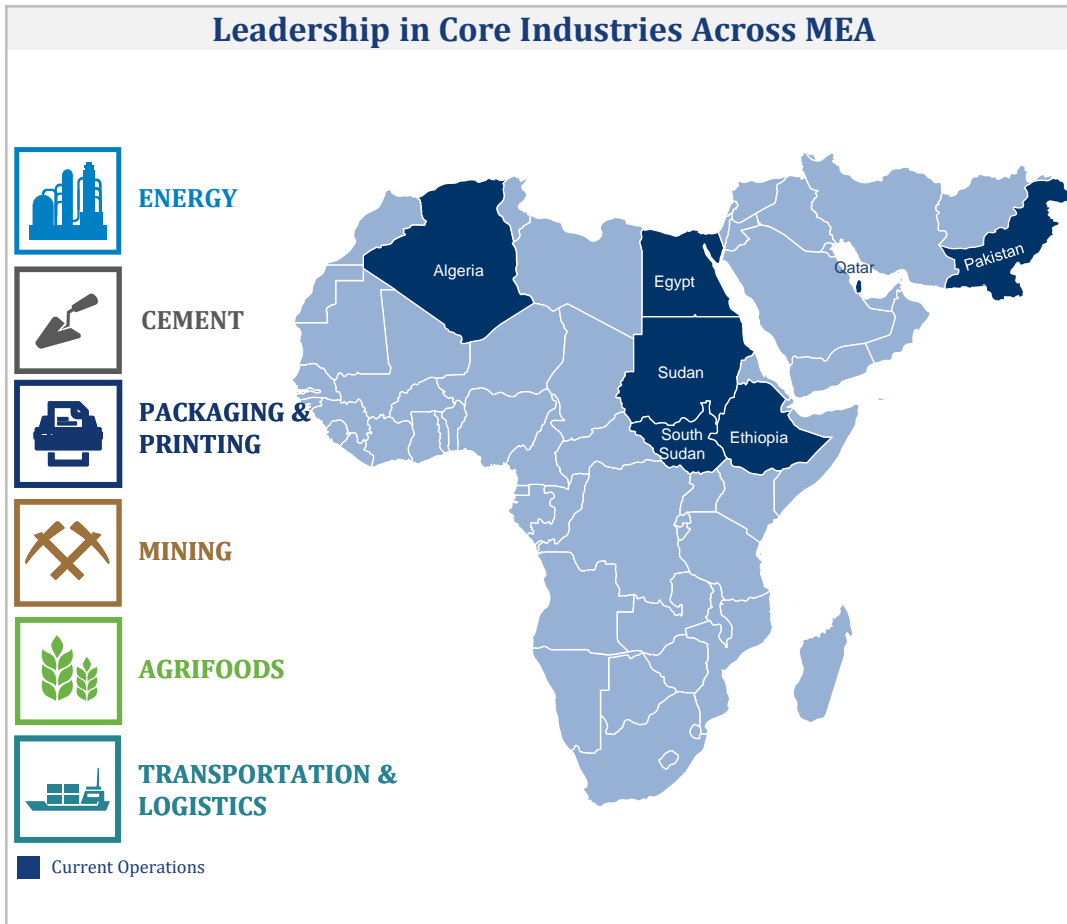 Leadership in Core Industries Across MEA
ENERGY
CEMENT
PACKAGING &
PRINTING
MINING
AGRIFOODS
TRANSPORTATION &
LOGISTICS
Current Operations
Algeria
Egypt
Qatar
Pakistan
Sudan
South
Sudan
Ethiopia